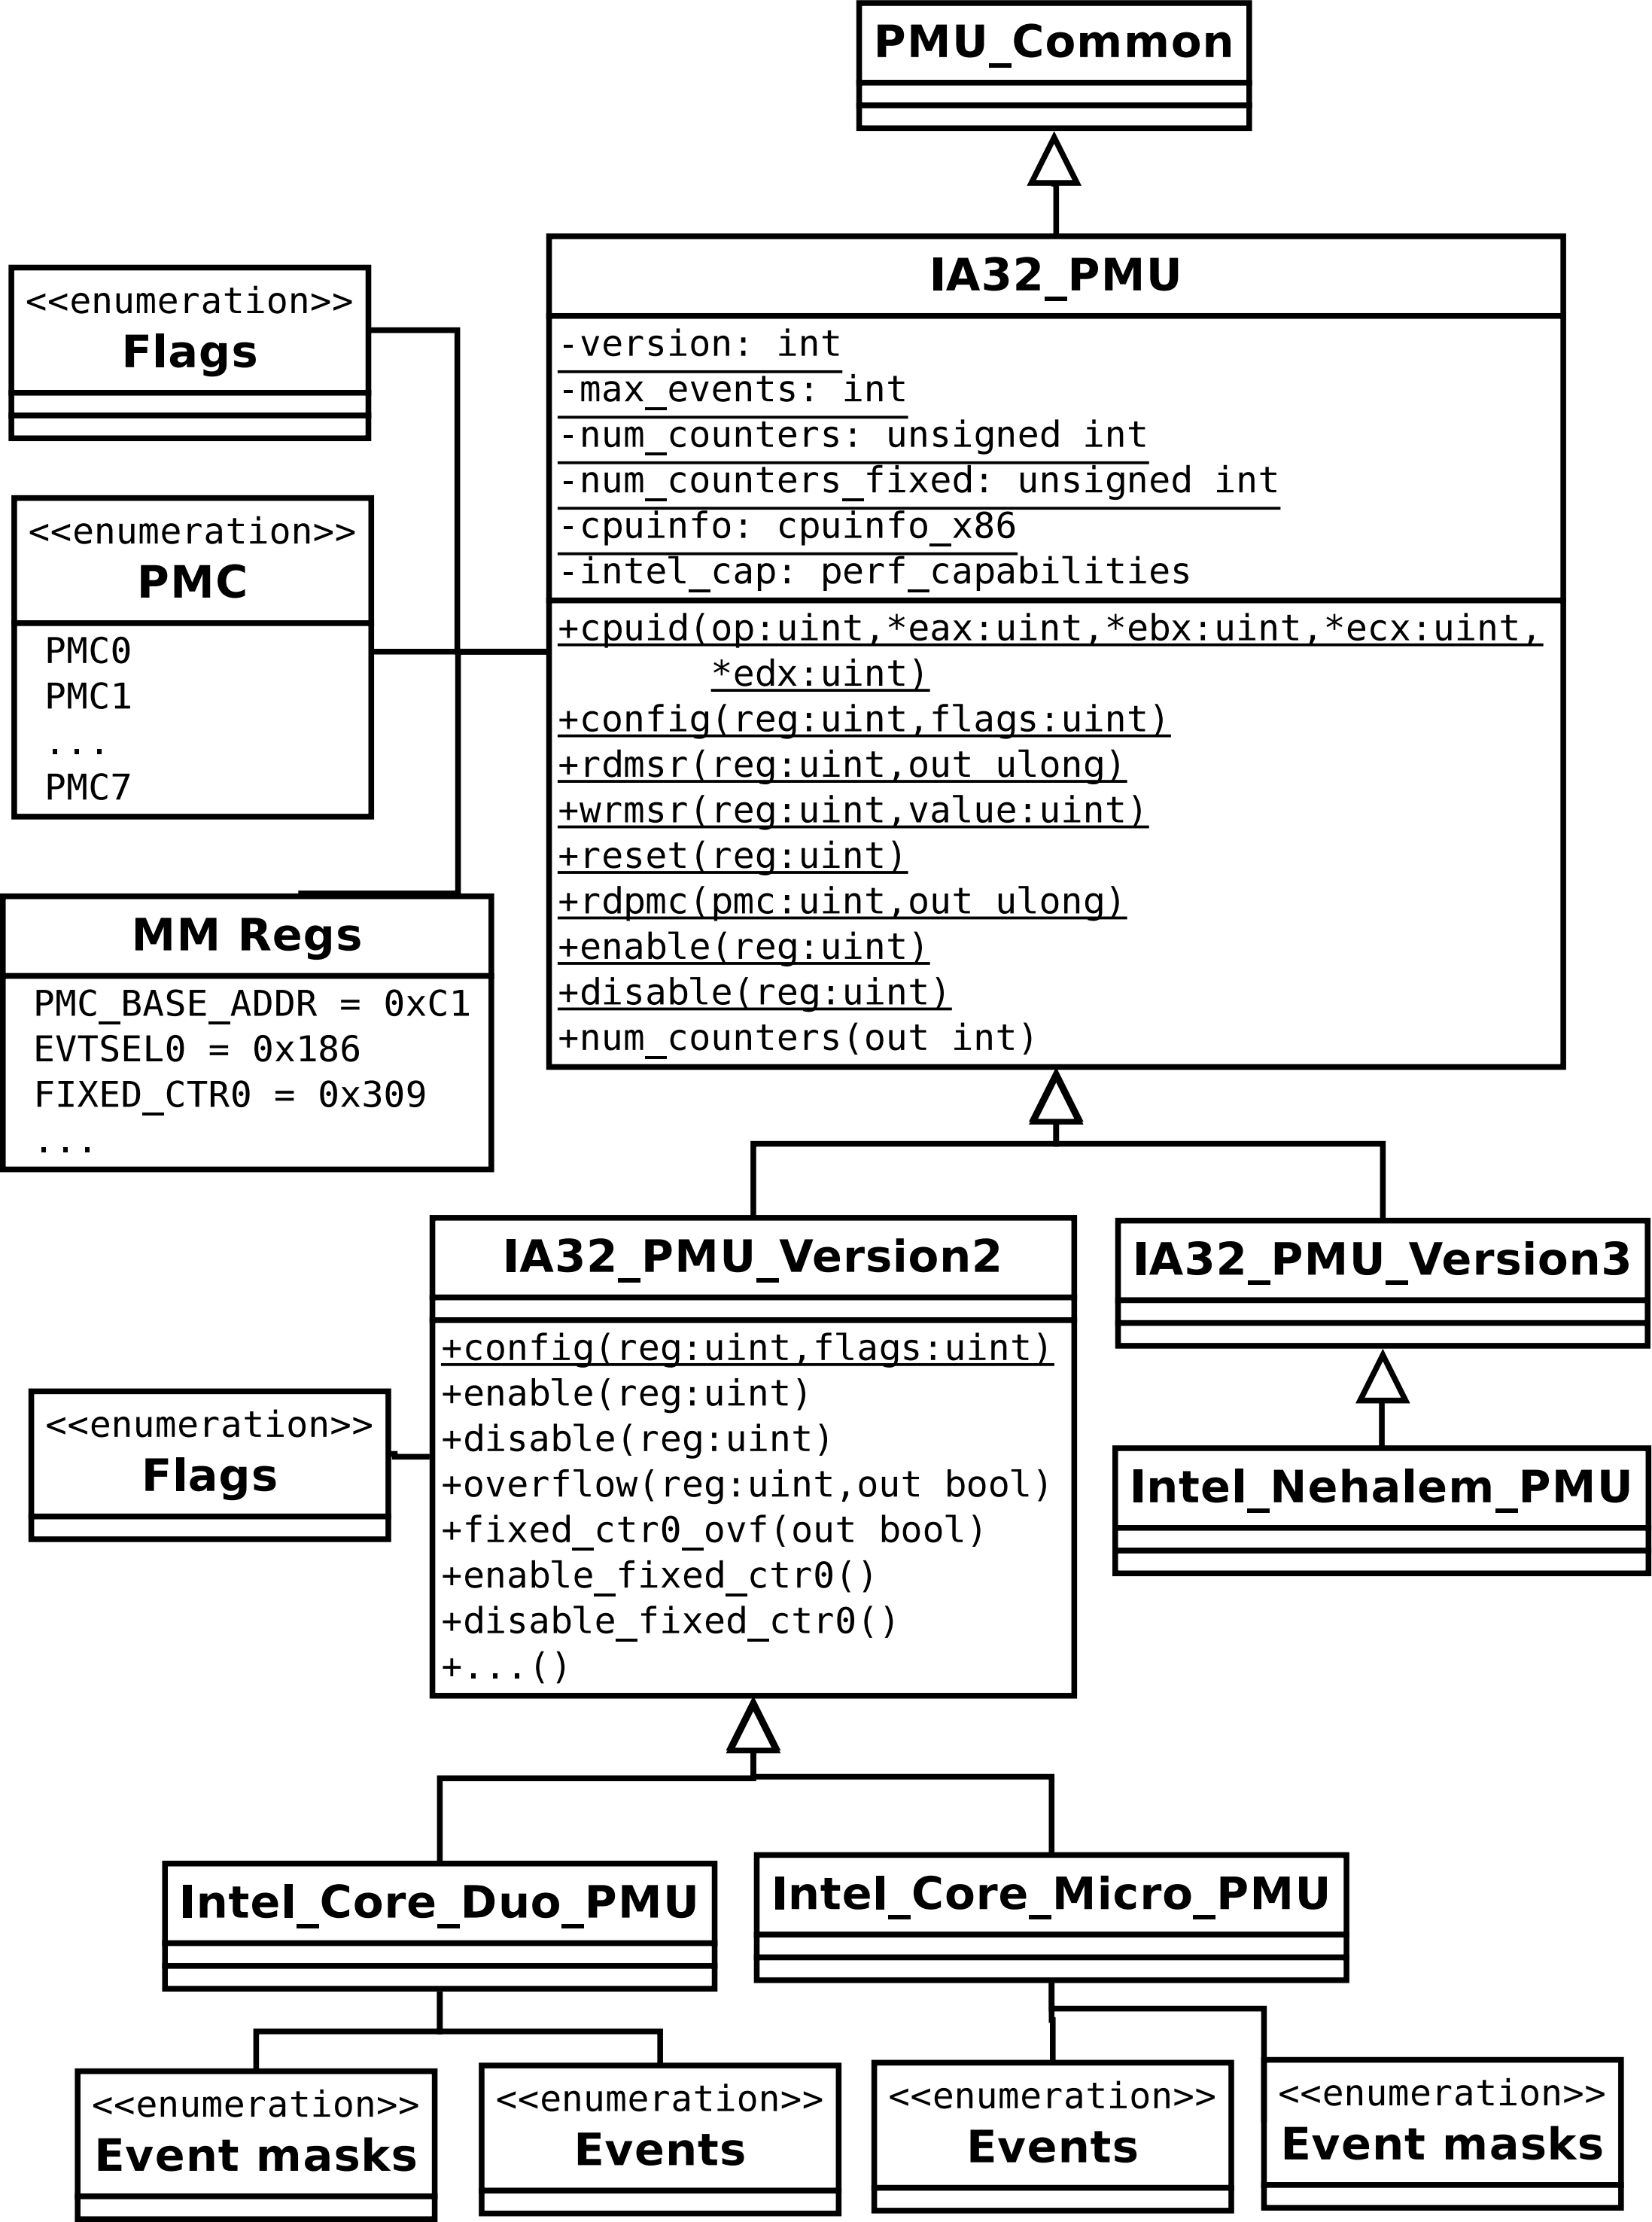 PMU_Common
IA32_PMU
-version: int
-max_events: int
-num_counters: unsigned int
-num_counters_fixed: unsigned int
-cpuinfo: cpuinfo_x86
-intel_cap: perf_capabilities
+cpuid(op:uint,*eax:uint,*ebx:uint,*ecx:uint,
*edx:uint)
+config(reg:uint,flags:uint)
+rdmsr(reg:uint,out ulong)
+wrmsr(reg:uint,value:uint)
+reset(reg:uint)
+rdpmc(pmc:uint,out ulong)
+enable(reg:uint)
+disable(reg:uint)
+num_counters(out int)
<<enumeration>>
Flags
<<enumeration>>
PMC
PMC0
PMC1
...
PMC7
MM Regs
PMC_BASE_ADDR = 0xC1
EVTSEL0 = 0x186
FIXED_CTR0 = 0x309
...
IA32_PMU_Version2
+config(reg:uint,flags:uint)
+enable(reg:uint)
+disable(reg:uint)
+overflow(reg:uint,out bool)
+fixed_ctr0_ovf(out bool)
+enable_fixed_ctr0()
+disable_fixed_ctr0()
+...()
IA32_PMU_Version3
<<enumeration>>
Flags
Intel_Nehalem_PMU
Intel_Core_Duo_PMU
Intel_Core_Micro_PMU
<<enumeration>>
Event masks
<<enumeration>>
Events
<<enumeration>>
Events
<<enumeration>>
Event masks